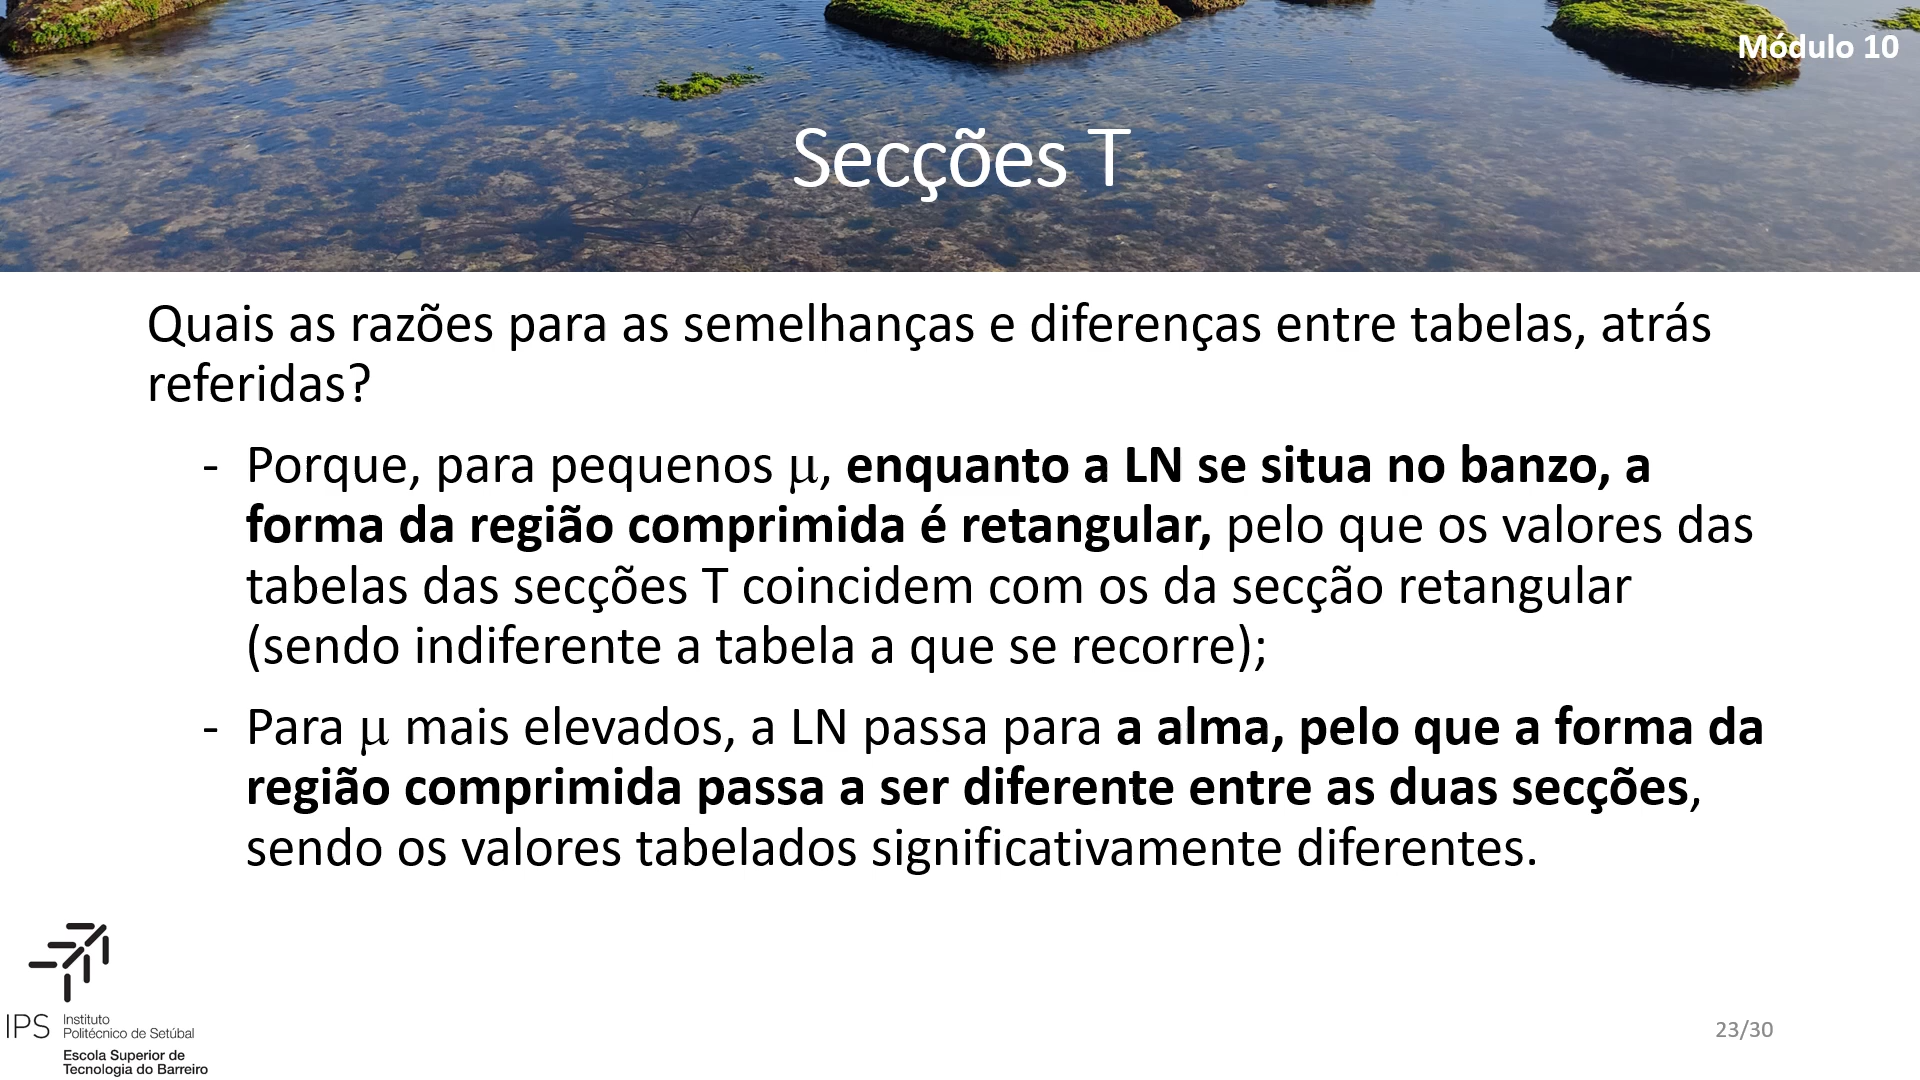 Módulo 10
Secções T
Quais as razões para as semelhanças e diferenças entre tabelas, atrás
referidas?
- Porque, para pequenos μ, enquanto a LN se situa no banzo, a
forma da região comprimida é retangular, pelo que os valores das
tabelas das secções T coincidem com os da secção retangular
(sendo indiferente a tabela a que se recorre);
- Para μ mais elevados, a LN passa para a alma, pelo que a forma da
região comprimida passa a ser diferente entre as duas secções,
sendo os valores tabelados significativamente diferentes.
IPS Instituto
Politécnico de Setúbal
Escola Superior de
Tecnologia do Barreiro
23/30